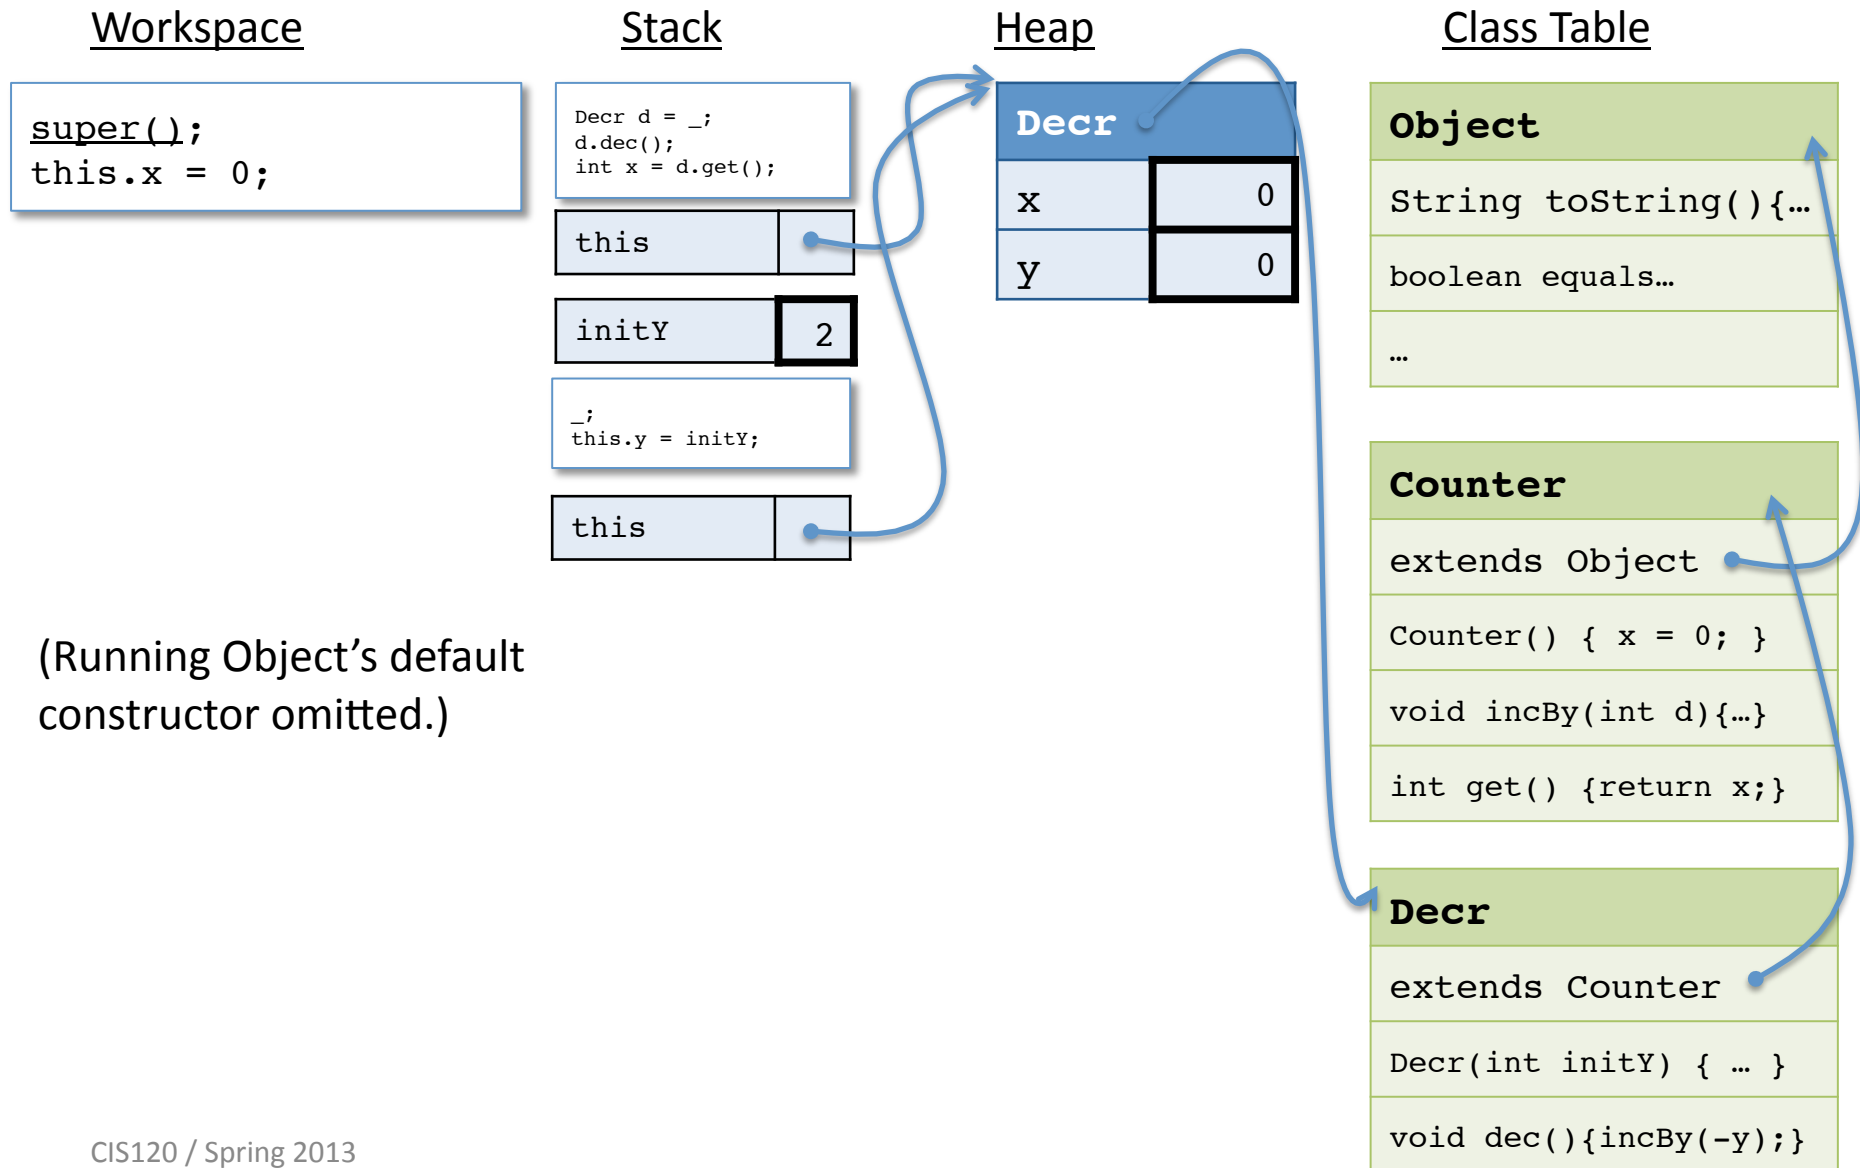 Workspace
super();
this.x = 0;
(Running Object’s default
constructor omitted.)
Stack
Decr d = _;
d.dec();
int x = d.get();
this
initY 2
_;
this.y = initY;
this
Heap
Decr
x 0
y 0
Class Table
Object
String toString(){…
boolean equals…
…
Counter
extends Object
Counter() { x = 0; }
void incBy(int d){…}
int get() {return x;}
Decr
extends Counter
Decr(int initY) { … }
void dec(){incBy(-y);}
CIS120 / Spring 2013